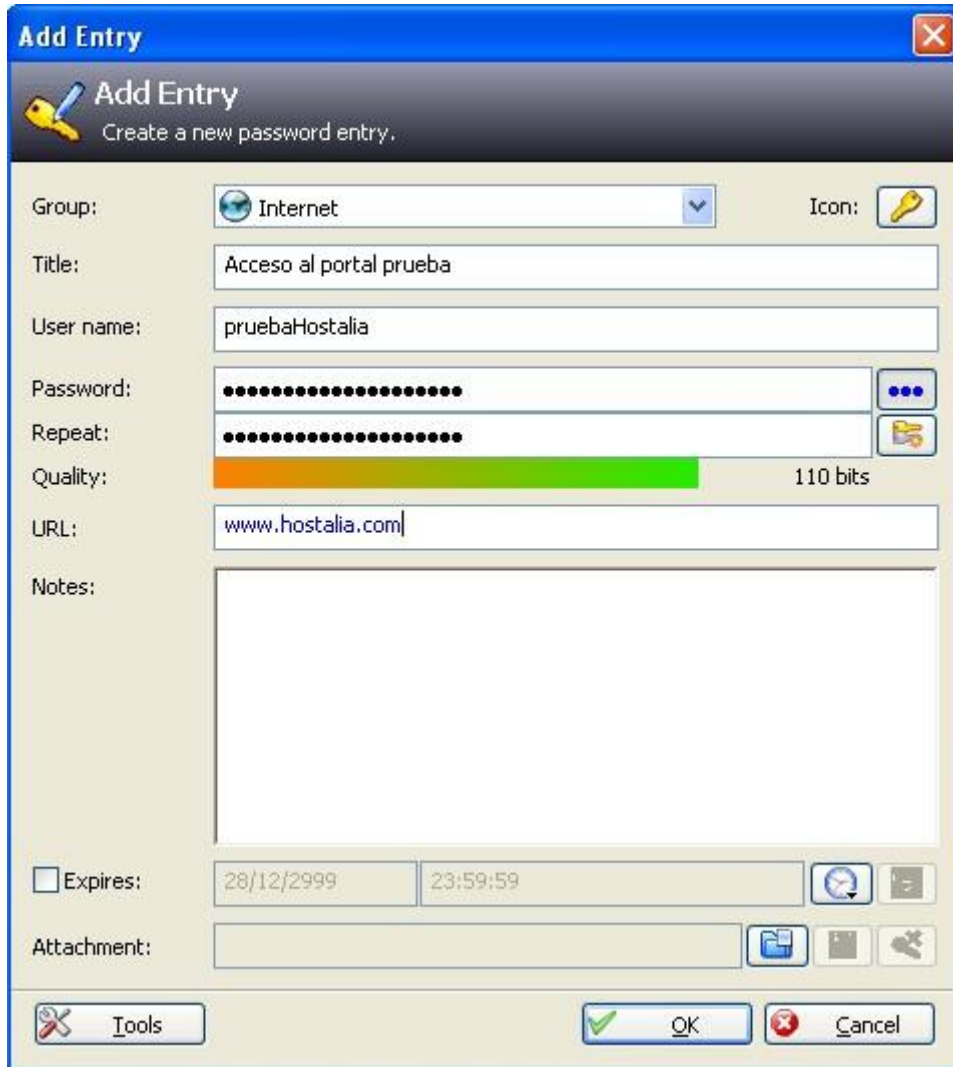 Add Entry
Add Entry
Create a new password entry.
Group: Internet Icon:
Title: Acceso al portal prueba
User name: pruebaHostalia
Password: ••••••••••••••••••••
Repeat: ••••••••••••••••••••
Quality: 110 bits
URL: www.hostalia.com
Notes:
Expires: 28/12/2999 23:59:59
Attachment:
Tools OK Cancel